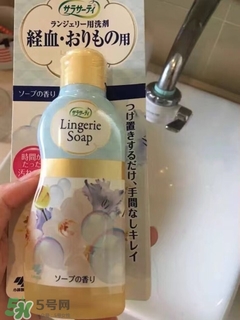 サラサーティ
ランジェリー用洗剤
経血・おりもの用
ソープの香り
つけ置きするだけ、手間なしキレイ
サラサーティ
Lingerie
Soap
ソープの香り
5号网